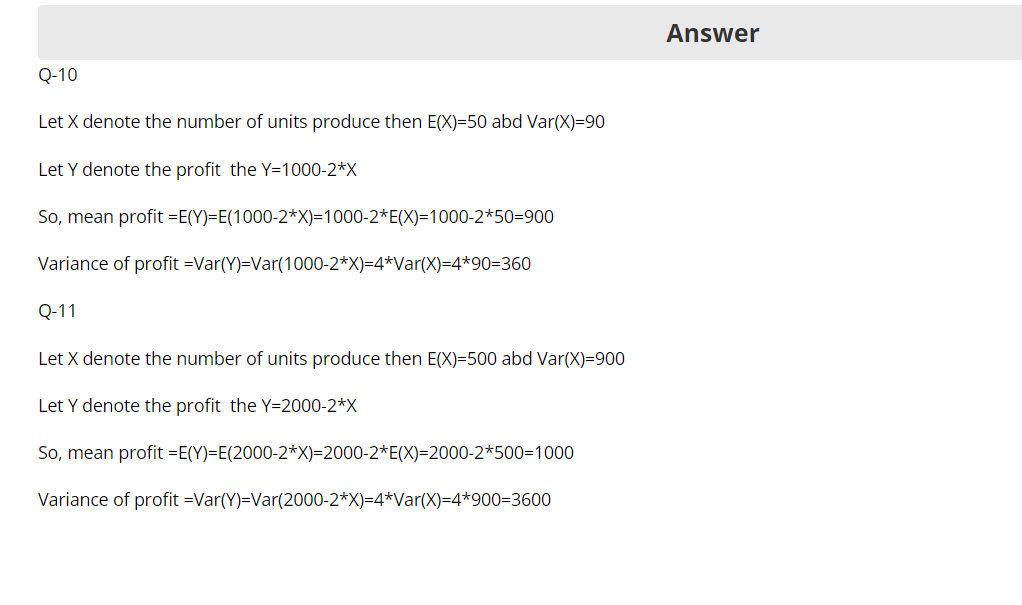 Answer
Q-10
Let X denote the number of units produce then E(X)=50 abd Var(X)=90
Let Y denote the profit  the Y=1000-2*X
So, mean profit =E(Y)=E(1000-2*X)=1000-2*E(X)=1000-2*50=900
Variance of profit =Var(Y)=Var(1000-2*X)=4*Var(X)=4*90=360
Q-11
Let X denote the number of units produce then E(X)=500 abd Var(X)=900
Let Y denote the profit  the Y=2000-2*X
So, mean profit =E(Y)=E(2000-2*X)=2000-2*E(X)=2000-2*500=1000
Variance of profit =Var(Y)=Var(2000-2*X)=4*Var(X)=4*900=3600